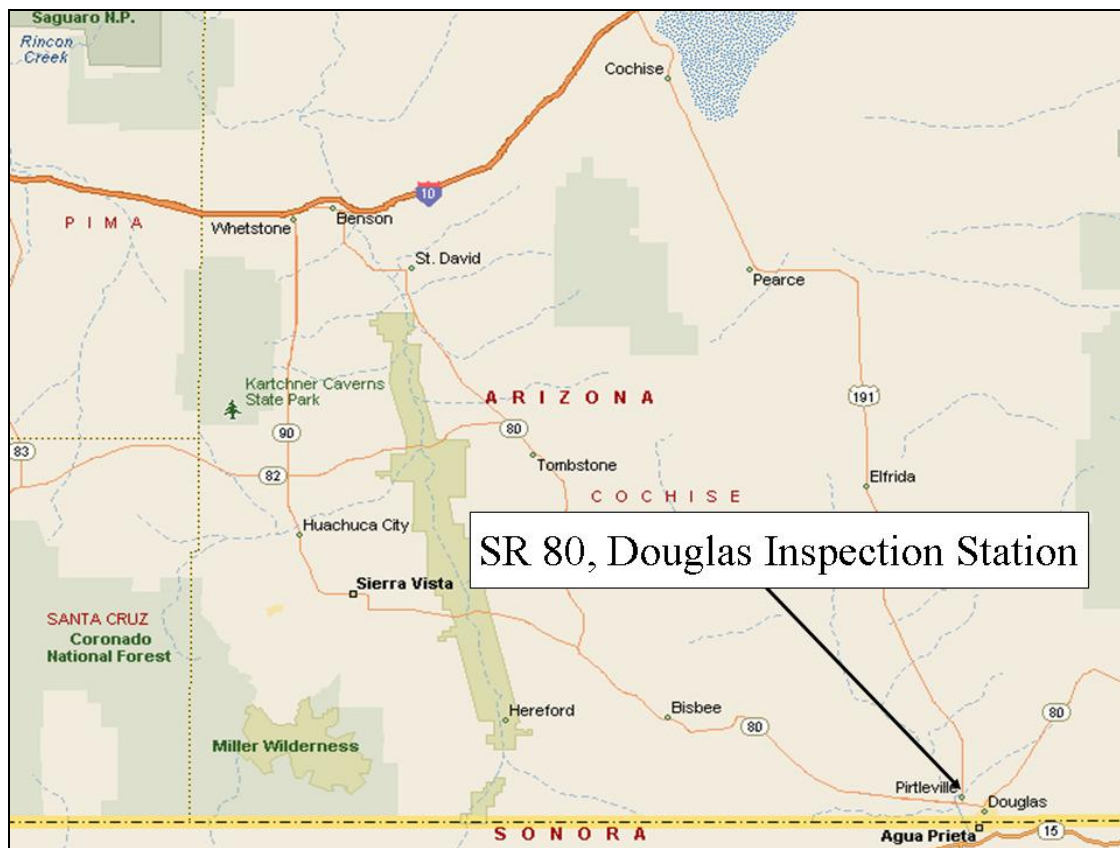 Saguaro N.P.
Rincon
Creek
Cochise
10
PIMA
Whetstone
Benson
St. David
Pearce
Kartchner Caverns
State Park
ARIZONA
191
83
90
80
82
Tombstone
Elfrida
COCHISE
Huachuca City
SR 80, Douglas Inspection Station
Sierra Vista
SANTA CRUZ
Coronado
National Forest
Hereford
Bisbee
80
80
Miller Wilderness
Pirtleville
Douglas
SONORA
Agua Prieta
15